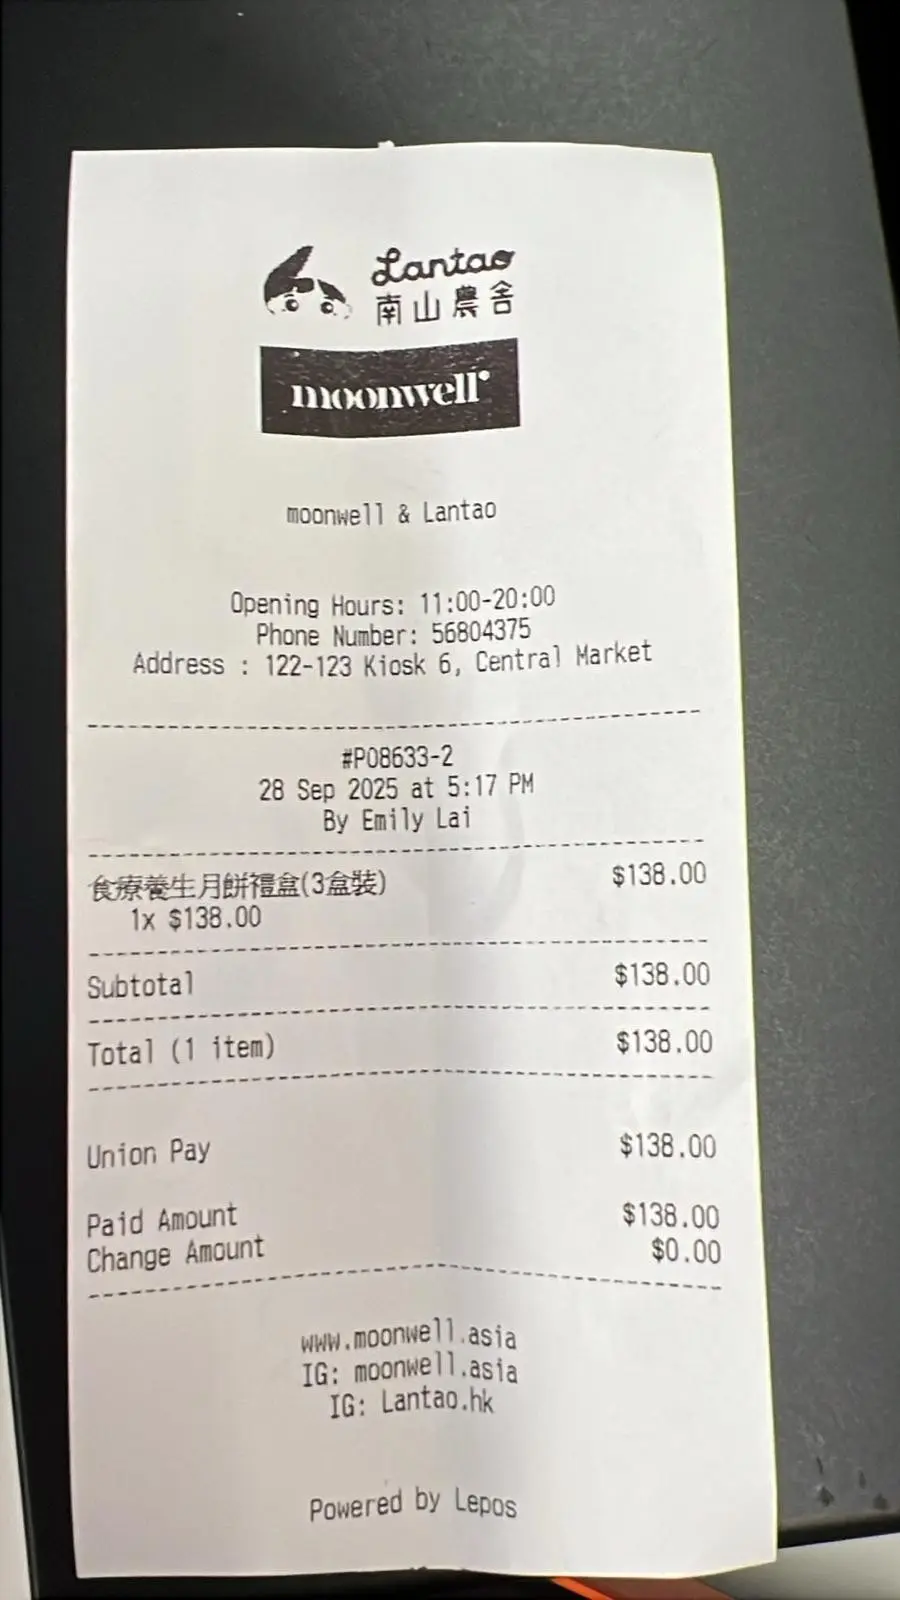 Lantao
南山農舍
moonwell
moonwell & Lantao
Opening Hours: 11:00-20:00
Phone Number: 56804375
Address : 122-123 Kiosk 6, Central Market
#P08633-2
28 Sep 2025 at 5:17 PM
By Emily Lai
食療養生月餅禮盒(3盒裝) $138.00
1x $138.00
Subtotal $138.00
Total (1 item) $138.00
Union Pay $138.00
Paid Amount $138.00
Change Amount $0.00
www.moonwell.asia
IG: moonwell.asia
IG: Lantao.hk
Powered by Lepos